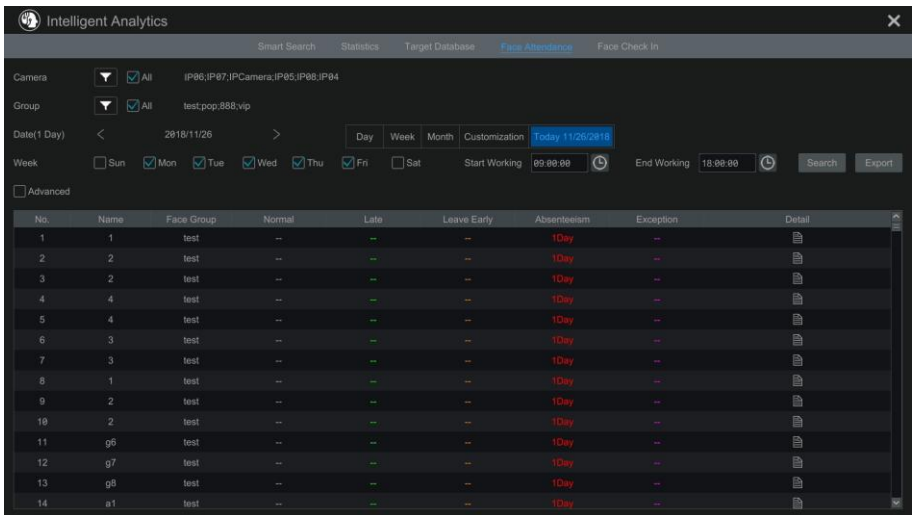 Intelligent Analytics
Smart Search Statistics Target Database Face Attendance Face Check In
Camera All IP06;IP07;IPCamera;IP05;IP08;IP04
Group All test;pop;888;vip
Date(1 Day) < 2018/11/26 > Day Week Month Customization Today 11/26/2018
Week Sun Mon Tue Wed Thu Fri Sat Start Working 09:00:00 End Working 18:00:00 Search Export
Advanced
No. Name Face Group Normal Late Leave Early Absenteeism Exception Detail
1 1 test -- -- -- 1Day --
2 2 test -- -- -- 1Day --
3 2 test -- -- -- 1Day --
4 4 test -- -- -- 1Day --
5 4 test -- -- -- 1Day --
6 3 test -- -- -- 1Day --
7 3 test -- -- -- 1Day --
8 1 test -- -- -- 1Day --
9 2 test -- -- -- 1Day --
10 2 test -- -- -- 1Day --
11 g6 test -- -- -- 1Day --
12 g7 test -- -- -- 1Day --
13 g8 test -- -- -- 1Day --
14 a1 test -- -- -- 1Day --